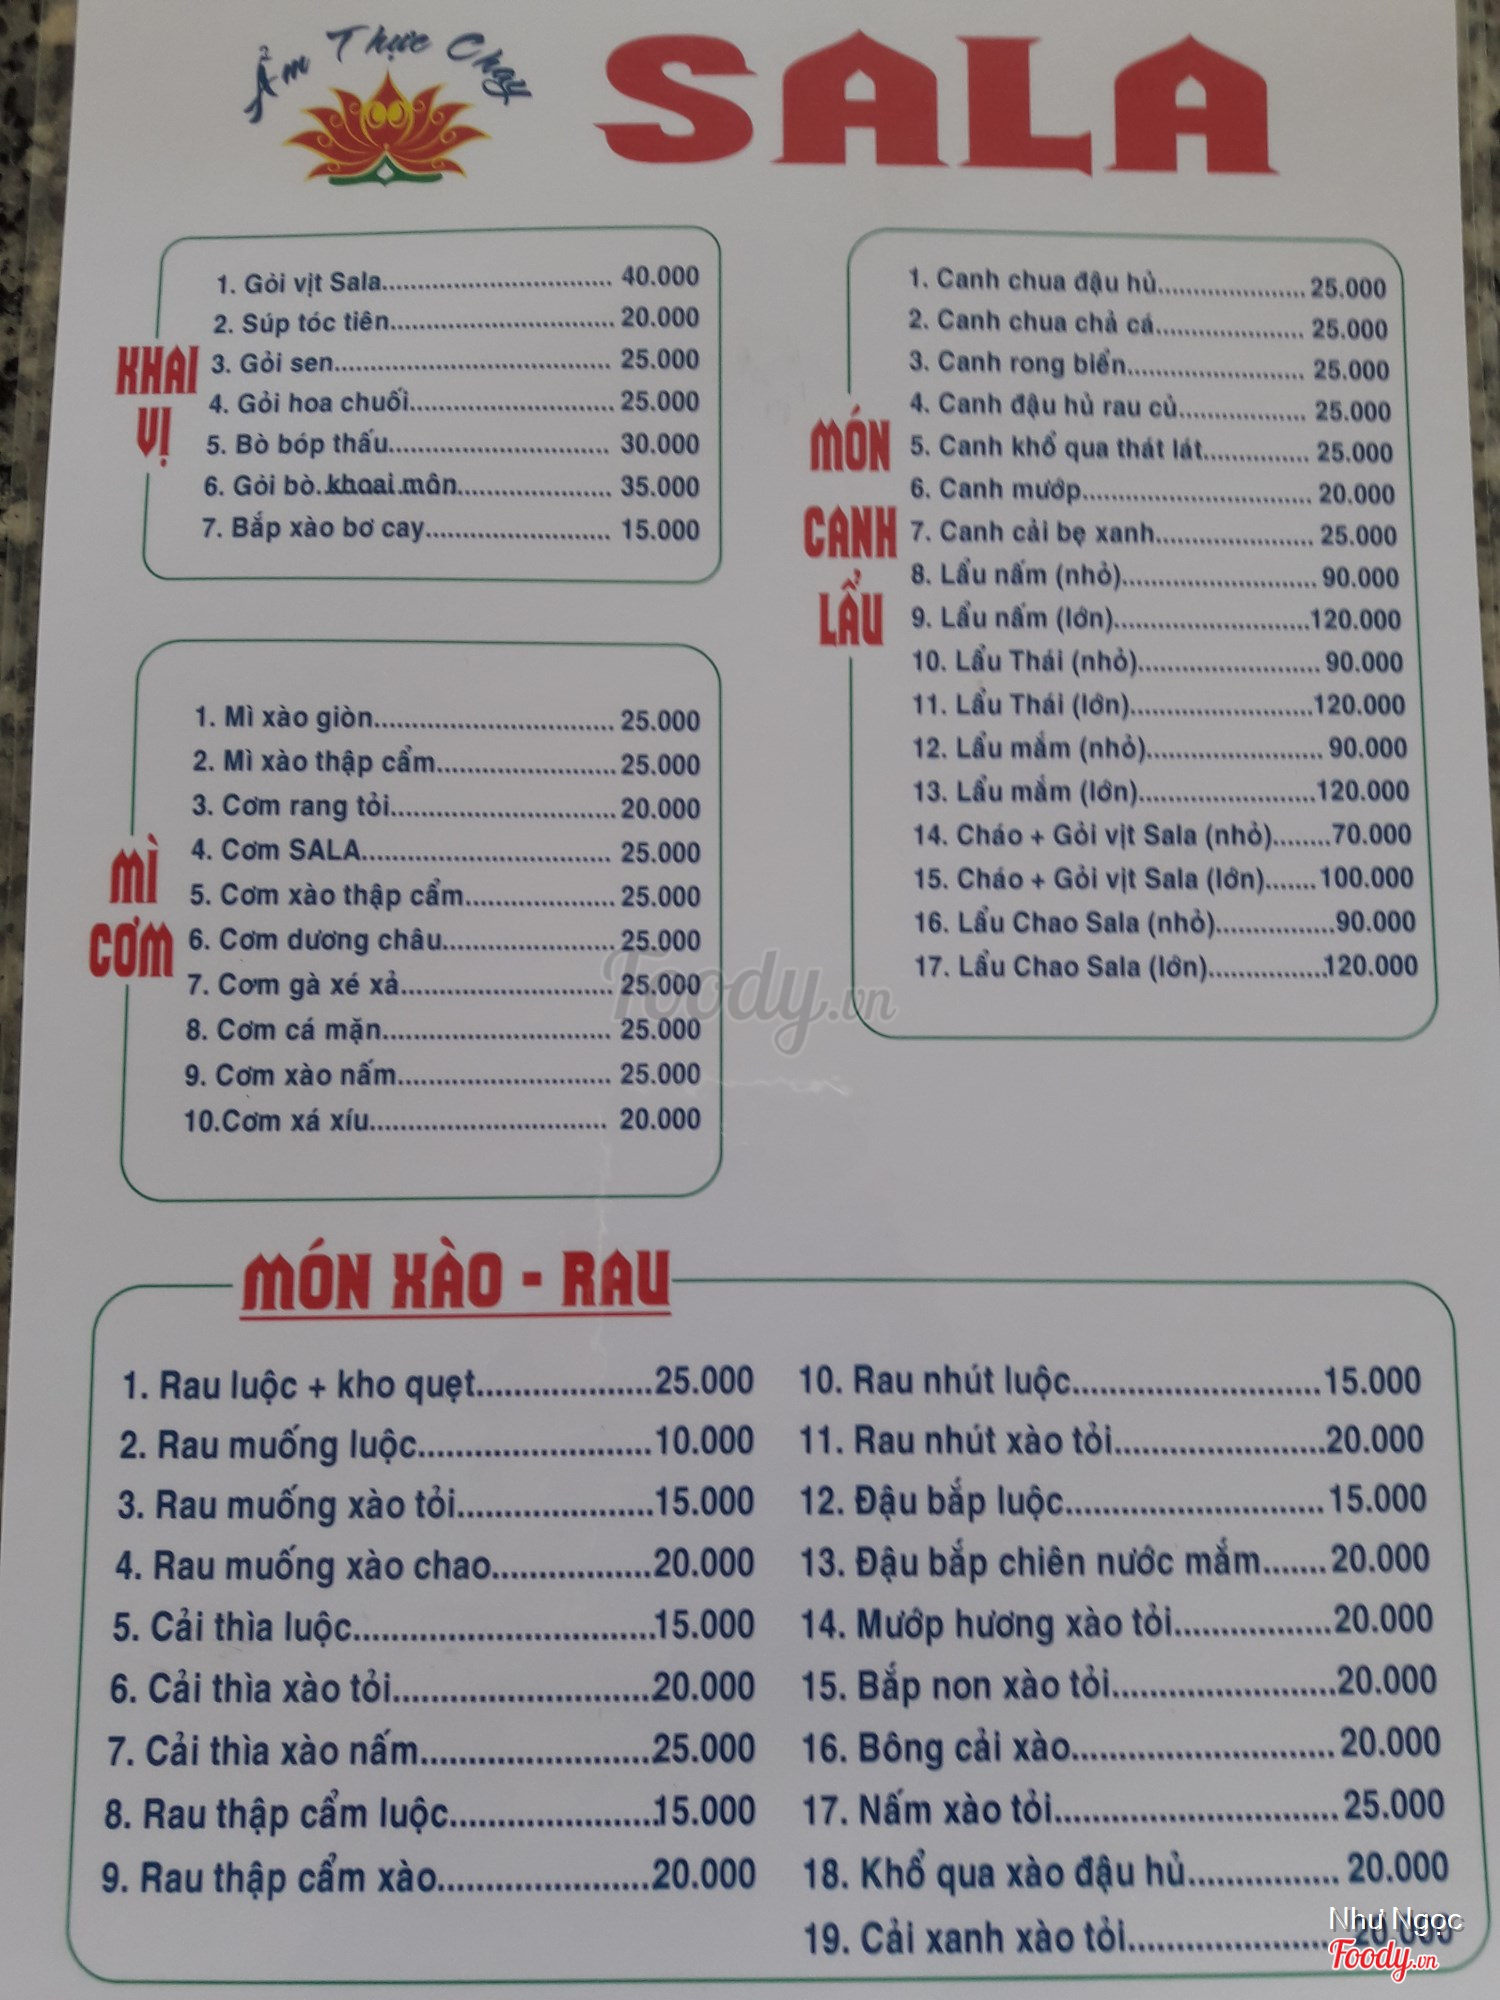 Ẩm Thực Chay
SALA
KHAI VỊ
1. Gỏi vịt Sala................................ 40.000
2. Súp tóc tiên............................... 20.000
3. Gỏi sen...................................... 25.000
4. Gỏi hoa chuối............................ 25.000
5. Bò bóp thấu............................... 30.000
6. Gỏi bò khoai môn..................... 35.000
7. Bắp xào bơ cay.......................... 15.000
MÌ CƠM
1. Mì xào giòn................................. 25.000
2. Mì xào thập cẩm......................... 25.000
3. Cơm rang tỏi............................... 20.000
4. Cơm SALA.................................. 25.000
5. Cơm xào thập cẩm..................... 25.000
6. Cơm dương châu........................ 25.000
7. Cơm gà xé xả............................. 25.000
8. Cơm cá mặn............................... 25.000
9. Cơm xào nấm............................. 25.000
10.Cơm xá xíu................................ 20.000
MÓN CANH LẨU
1. Canh chua đậu hủ..................... 25.000
2. Canh chua chả cá..................... 25.000
3. Canh rong biển......................... 25.000
4. Canh đậu hủ rau củ.................. 25.000
5. Canh khổ qua thát lát............... 25.000
6. Canh mướp................................ 20.000
7. Canh cải bẹ xanh...................... 25.000
8. Lẩu nấm (nhỏ)........................... 90.000
9. Lẩu nấm (lớn)............................120.000
10. Lẩu Thái (nhỏ)......................... 90.000
11. Lẩu Thái (lớn)..........................120.000
12. Lẩu mắm (nhỏ)........................ 90.000
13. Lẩu mắm (lớn).........................120.000
14. Cháo + Gỏi vịt Sala (nhỏ)........70.000
15. Cháo + Gỏi vịt Sala (lớn).......100.000
16. Lẩu Chao Sala (nhỏ).................90.000
17. Lẩu Chao Sala (lớn).................120.000
Foody.vn
MÓN XÀO - RAU
1. Rau luộc + kho quẹt....................25.000
2. Rau muống luộc..........................10.000
3. Rau muống xào tỏi......................15.000
4. Rau muống xào chao..................20.000
5. Cải thìa luộc.................................15.000
6. Cải thìa xào tỏi............................20.000
7. Cải thìa xào nấm.........................25.000
8. Rau thập cẩm luộc......................15.000
9. Rau thập cẩm xào.......................20.000
10. Rau nhút luộc............................15.000
11. Rau nhút xào tỏi.......................20.000
12. Đậu bắp luộc............................ 15.000
13. Đậu bắp chiên nước mắm.......20.000
14. Mướp hương xào tỏi.................20.000
15. Bắp non xào tỏi........................20.000
16. Bông cải xào............................ 20.000
17. Nấm xào tỏi.............................. 25.000
18. Khổ qua xào đậu hủ................ 20.000
19. Cải xanh xào tỏi...................... 20.000
Như Ngọc
Foody.vn